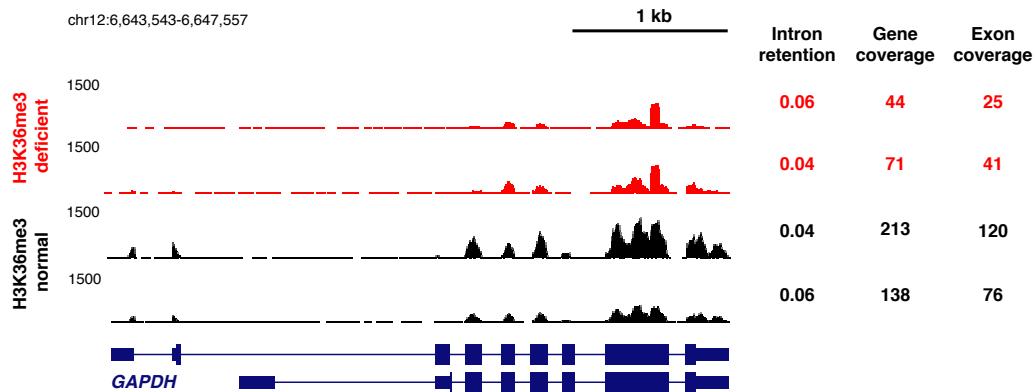 chr12:6,643,543-6,647,557
1 kb
Intron retention
Gene coverage
Exon coverage
H3K36me3 deficient
1500
0.06 44 25
1500
0.04 71 41
H3K36me3 normal
1500
0.04 213 120
1500
0.06 138 76
GAPDH